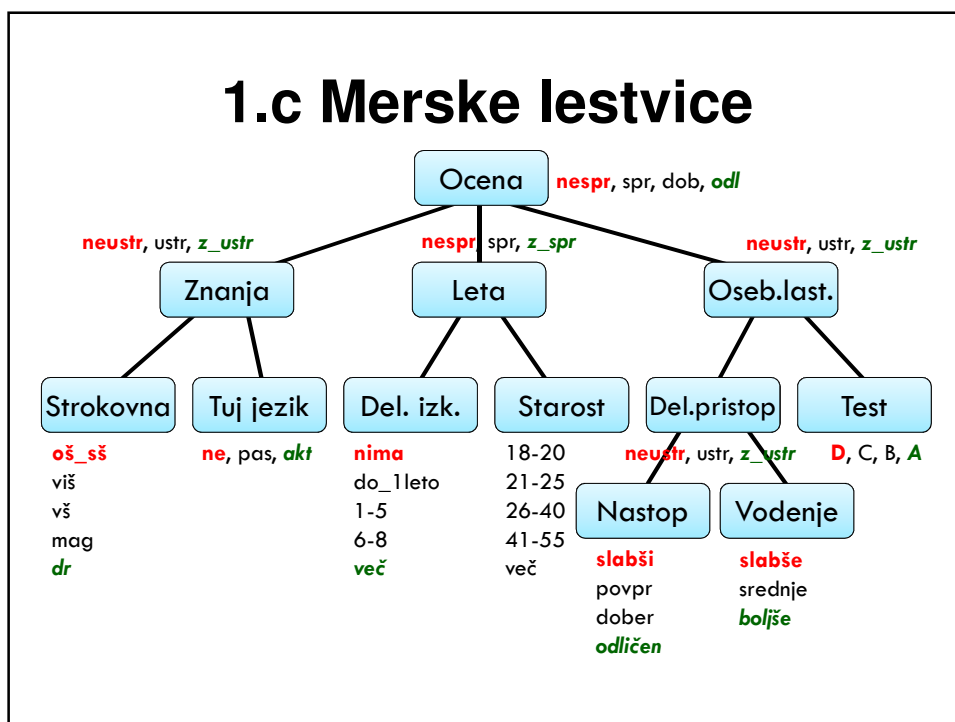 1.c Merske lestvice
Ocena
nespr, spr, dob, odl
neustr, ustr, z_ustr
nespr, spr, z_spr
neustr, ustr, z_ustr
Znanja
Leta
Oseb.last.
Strokovna
Tuj jezik
Del. izk.
Starost
Del.pristop
Test
oš_sš
viš
vš
mag
dr
ne, pas, akt
nima
do_1leto
1-5
6-8
več
18-20
21-25
26-40
41-55
več
neustr, ustr, z_ustr
D, C, B, A
Nastop
Vodenje
slabši
povpr
dober
odličen
slabše
srednje
boljše